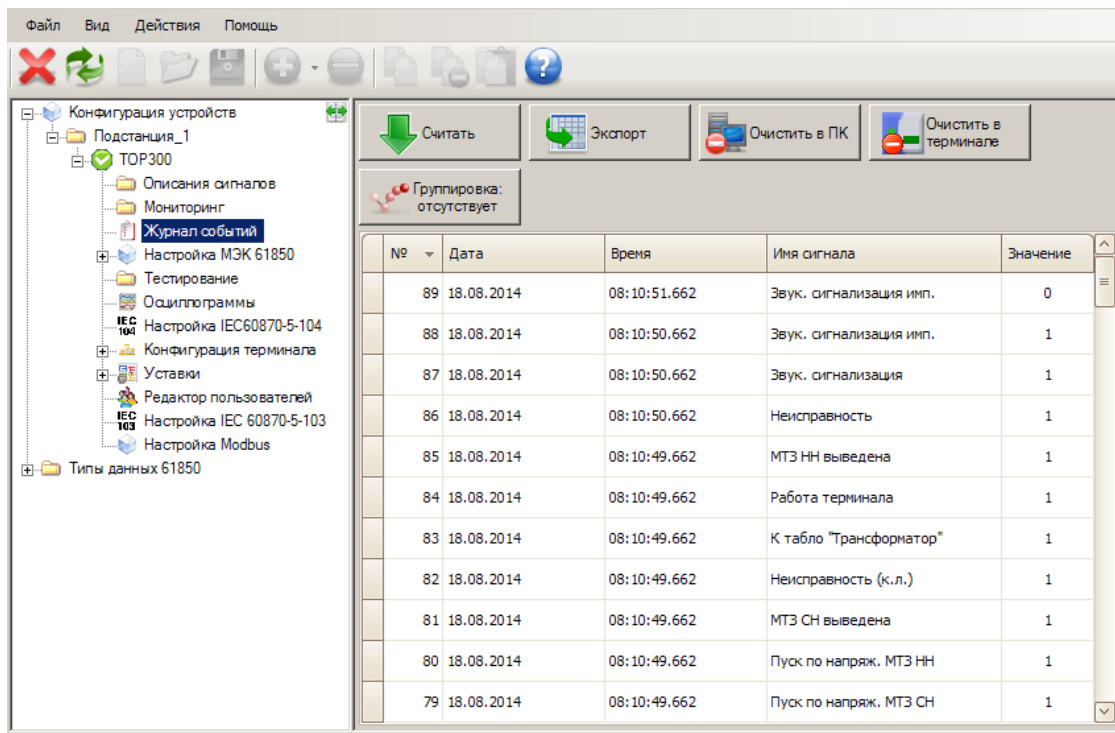 Файл Вид Действия Помощь
Конфигурация устройств
Подстанция_1
ТОР300
Описания сигналов
Мониторинг
Журнал событий
Настройка МЭК 61850
Тестирование
Осциллограммы
IEC 104 Настройка IEC60870-5-104
Конфигурация терминала
Уставки
Редактор пользователей
IEC 103 Настройка IEC 60870-5-103
Настройка Modbus
Типы данных 61850
Считать Экспорт Очистить в ПК Очистить в
терминале
Группировка:
отсутствует
№ Дата Время Имя сигнала Значение
89 18.08.2014 08:10:51.662 Звук. сигнализация имп. 0
88 18.08.2014 08:10:50.662 Звук. сигнализация имп. 1
87 18.08.2014 08:10:50.662 Звук. сигнализация 1
86 18.08.2014 08:10:50.662 Неисправность 1
85 18.08.2014 08:10:49.662 МТЗ НН выведена 1
84 18.08.2014 08:10:49.662 Работа терминала 1
83 18.08.2014 08:10:49.662 К табло "Трансформатор" 1
82 18.08.2014 08:10:49.662 Неисправность (к.л.) 1
81 18.08.2014 08:10:49.662 МТЗ СН выведена 1
80 18.08.2014 08:10:49.662 Пуск по напряж. МТЗ НН 1
79 18.08.2014 08:10:49.662 Пуск по напряж. МТЗ СН 1